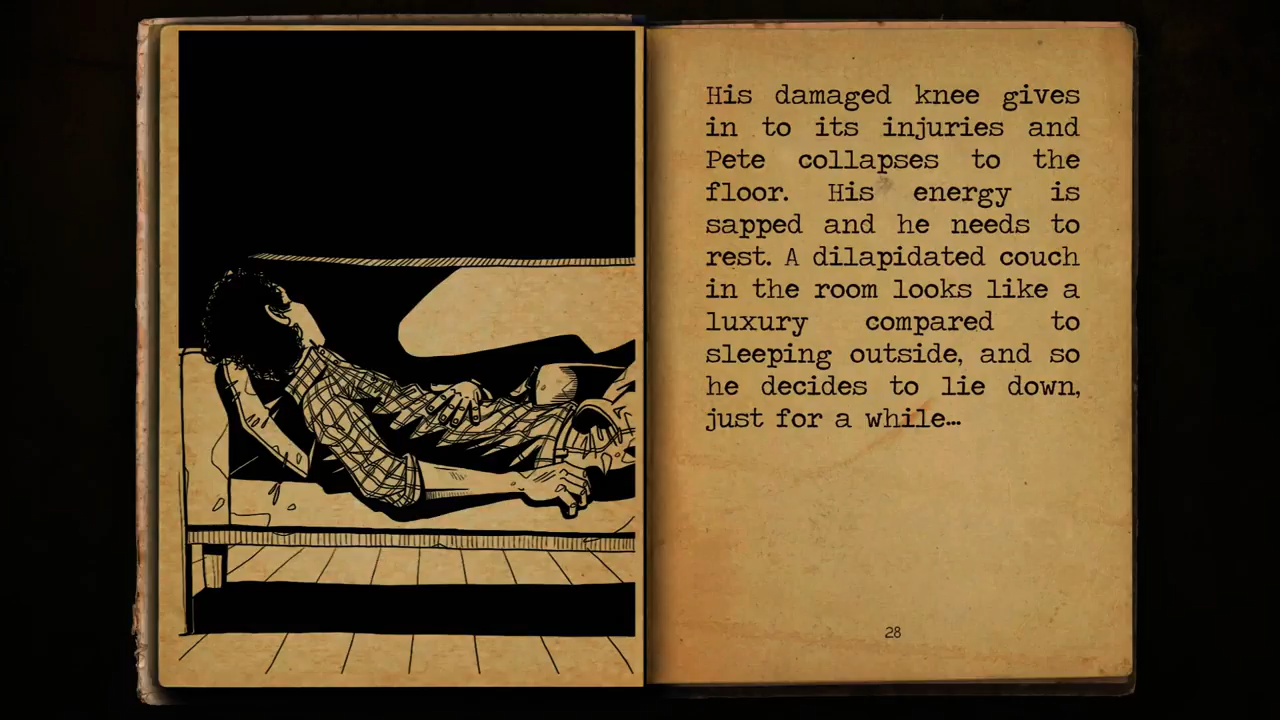 His damaged knee gives
in to its injuries and
Pete collapses to the
floor. His energy is
sapped and he needs to
rest. A dilapidated couch
in the room looks like a
luxury compared to
sleeping outside, and so
he decides to lie down,
just for a while…
28